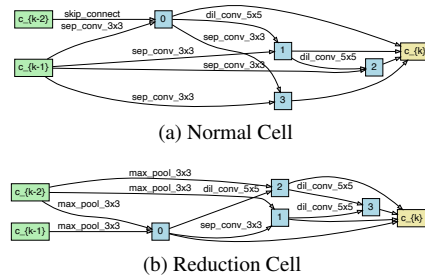 c_{k-2}
skip_connect
sep_conv_3x3
0
dil_conv_5x5
sep_conv_3x3
sep_conv_3x3
1
dil_conv_5x5
c_{k}
c_{k-1}
sep_conv_3x3
2
sep_conv_3x3
3
(a) Normal Cell
max_pool_3x3
c_{k-2}
max_pool_3x3
dil_conv_5x5
2
dil_conv_5x5
max_pool_3x3
1
dil_conv_5x5
3
c_{k}
c_{k-1}
max_pool_3x3
0
sep_conv_3x3
(b) Reduction Cell